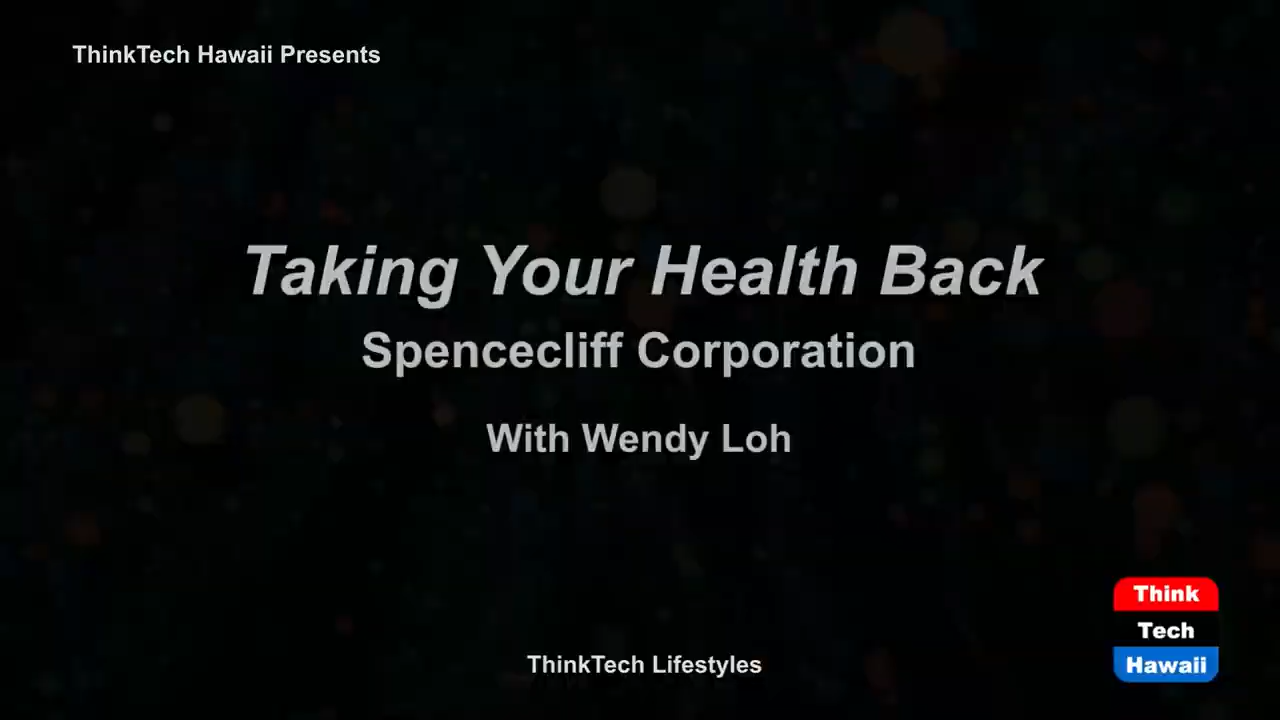 ThinkTech Hawaii Presents
Taking Your Health Back
Spencecliff Corporation
With Wendy Loh
Think
Tech
Hawaii
ThinkTech Lifestyles